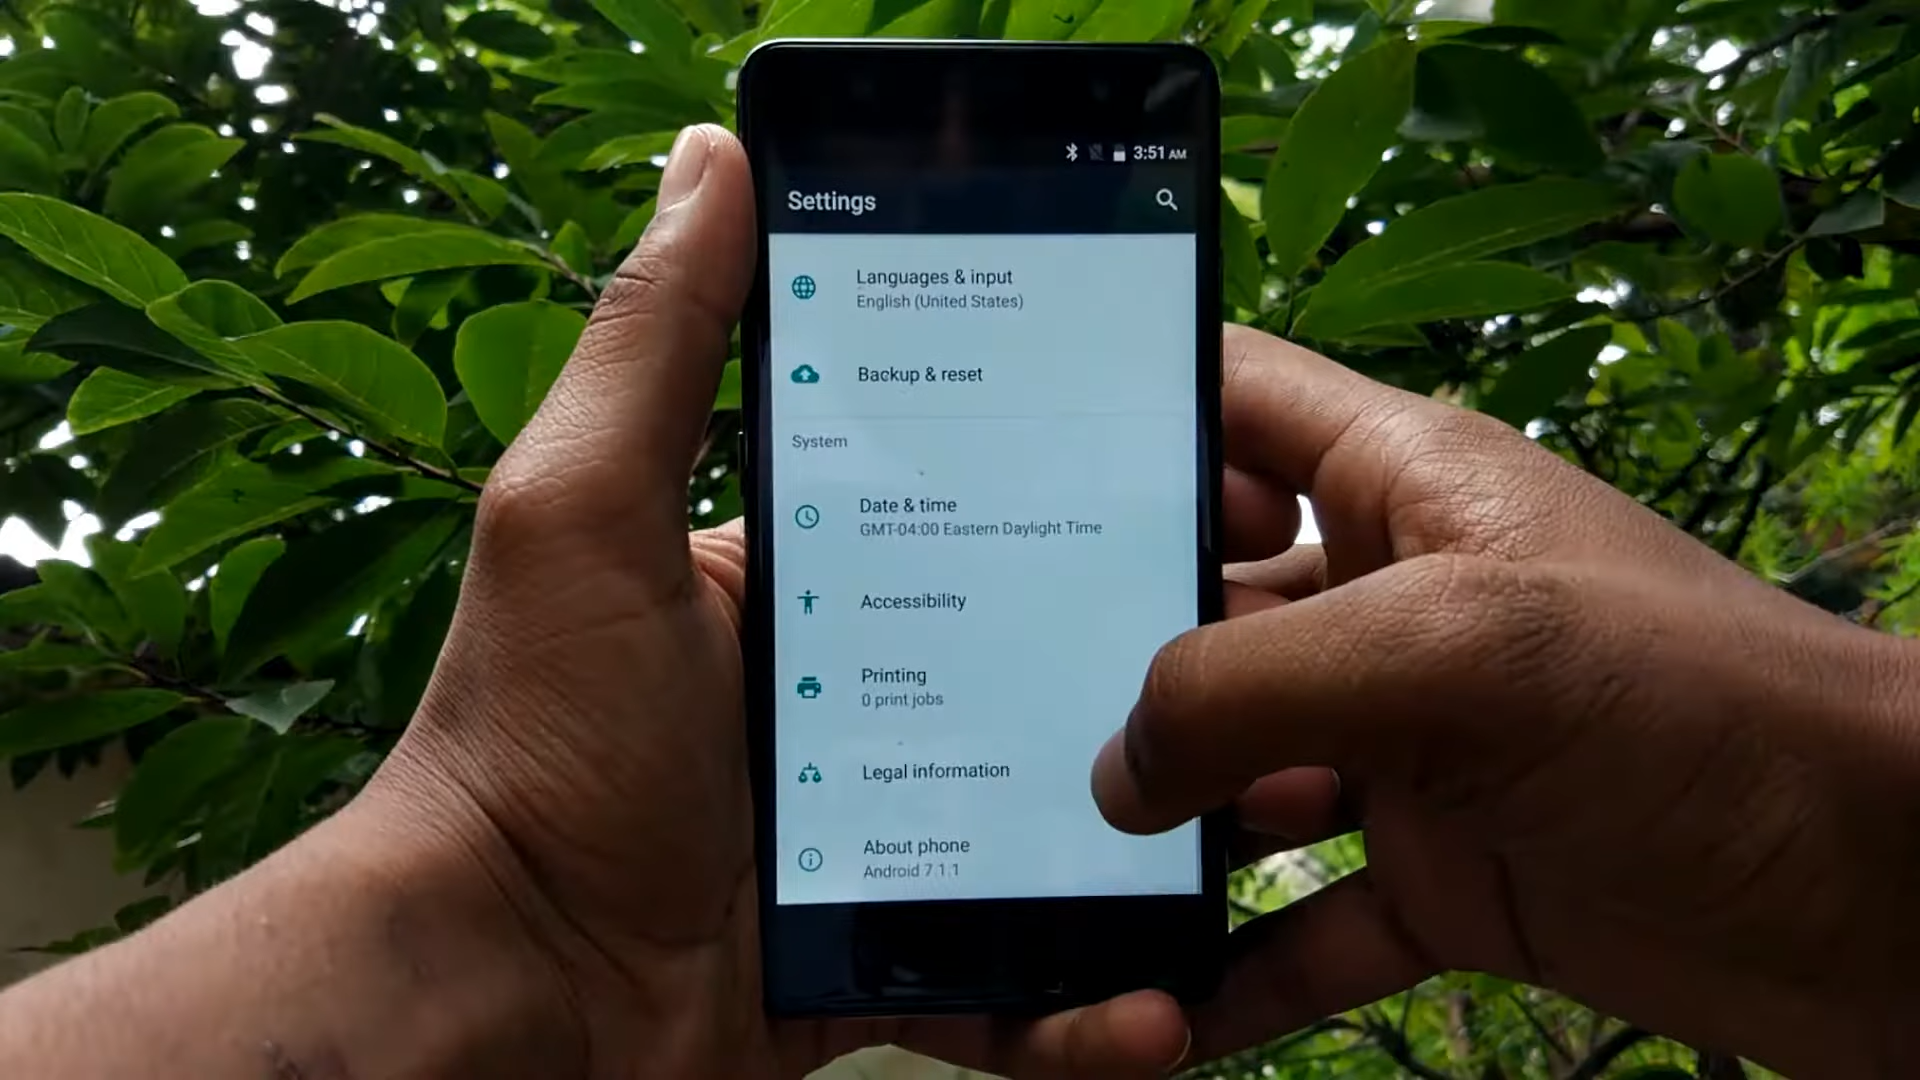 3:51 AM
Settings
Languages & input
English (United States)
Backup & reset
System
Date & time
GMT-04:00 Eastern Daylight Time
Accessibility
Printing
0 print jobs
Legal information
About phone
Android 7.1.1